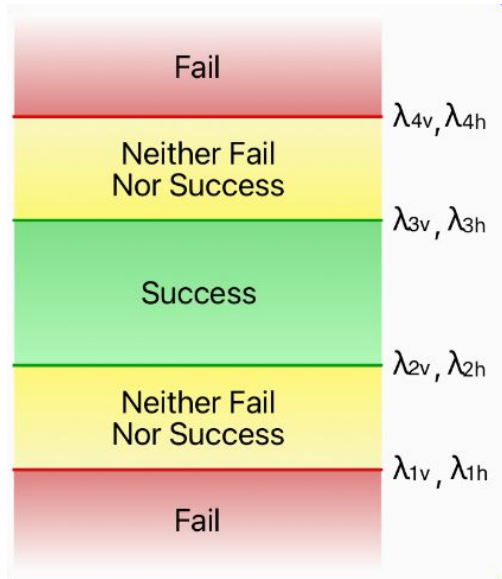 Fail
λ4v, λ4h
Neither Fail
Nor Success
λ3v, λ3h
Success
λ2v, λ2h
Neither Fail
Nor Success
λ1v, λ1h
Fail